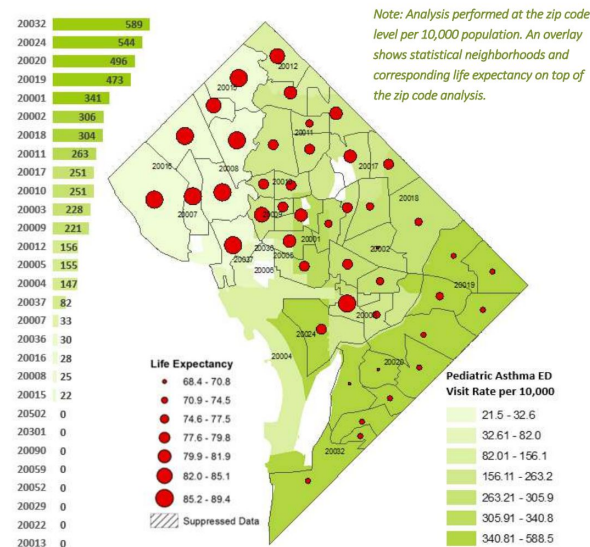 Note: Analysis performed at the zip code
level per 10,000 population. An overlay
shows statistical neighborhoods and
corresponding life expectancy on top of
the zip code analysis.
20032 589
20024 544
20020 496
20019 473
20001 341
20002 306
20018 304
20011 263
20017 251
20010 251
20003 228
20009 221
20012 156
20005 155
20004 147
20037 82
20007 33
20036 30
20016 28
20008 25
20015 22
20502 0
20301 0
20090 0
20059 0
20052 0
20029 0
20022 0
20013 0
20012
20015
20011
20016
20008
20017
20010
20018
20007
20009
20036
20001
20002
20037
20005
20019
20024
20004
20020
20032
Life Expectancy
68.4 - 70.8
70.9 - 74.5
74.6 - 77.5
77.6 - 79.8
79.9 - 81.9
82.0 - 85.1
85.2 - 89.4
Suppressed Data
Pediatric Asthma ED
Visit Rate per 10,000
21.5 - 32.6
32.61 - 82.0
82.01 - 156.1
156.11 - 263.2
263.21 - 305.9
305.91 - 340.8
340.81 - 588.5